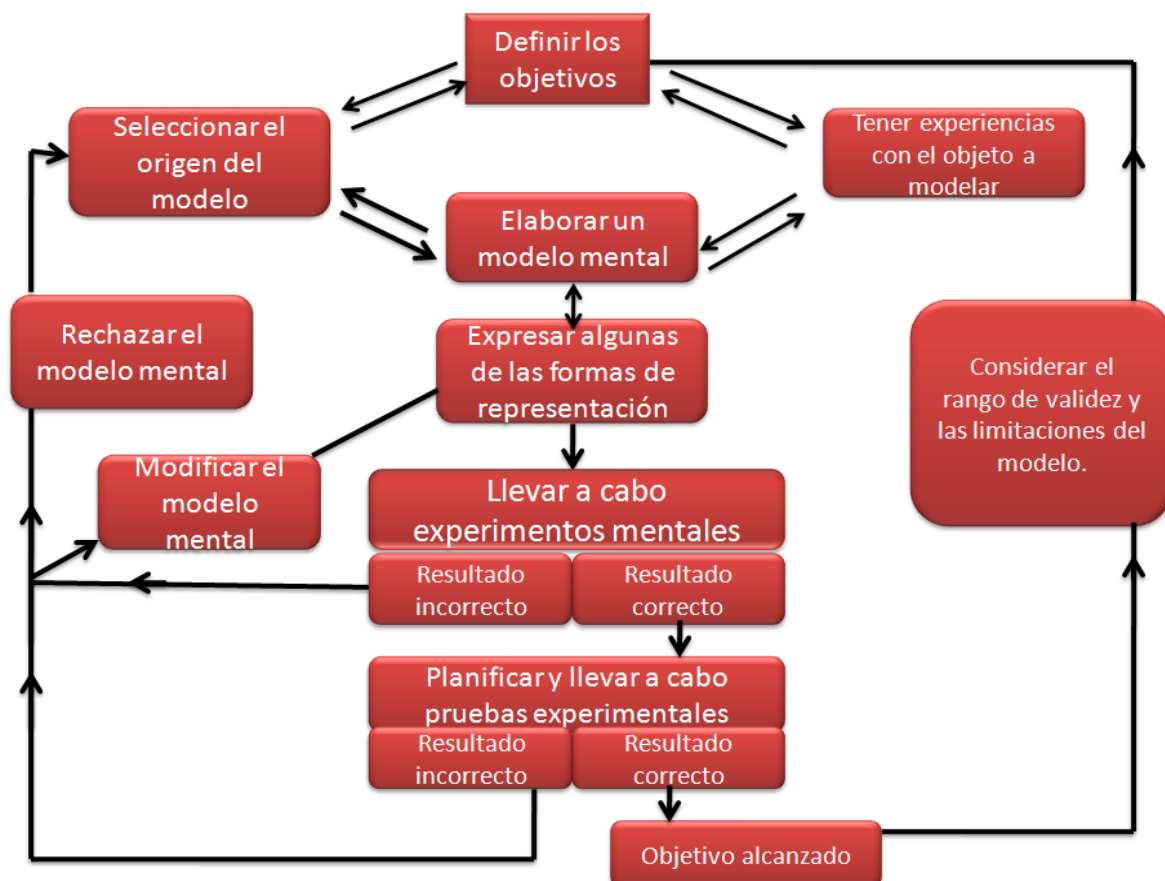 Definir los
objetivos
Seleccionar el
origen del
modelo
Tener experiencias
con el objeto a
modelar
Elaborar un
modelo mental
Rechazar el
modelo mental
Expresar algunas
de las formas de
representación
Considerar el
rango de validez y
las limitaciones del
modelo.
Modificar el
modelo
mental
Llevar a cabo
experimentos mentales
Resultado
incorrecto
Resultado
correcto
Planificar y llevar a cabo
pruebas experimentales
Resultado
incorrecto
Resultado
correcto
Objetivo alcanzado